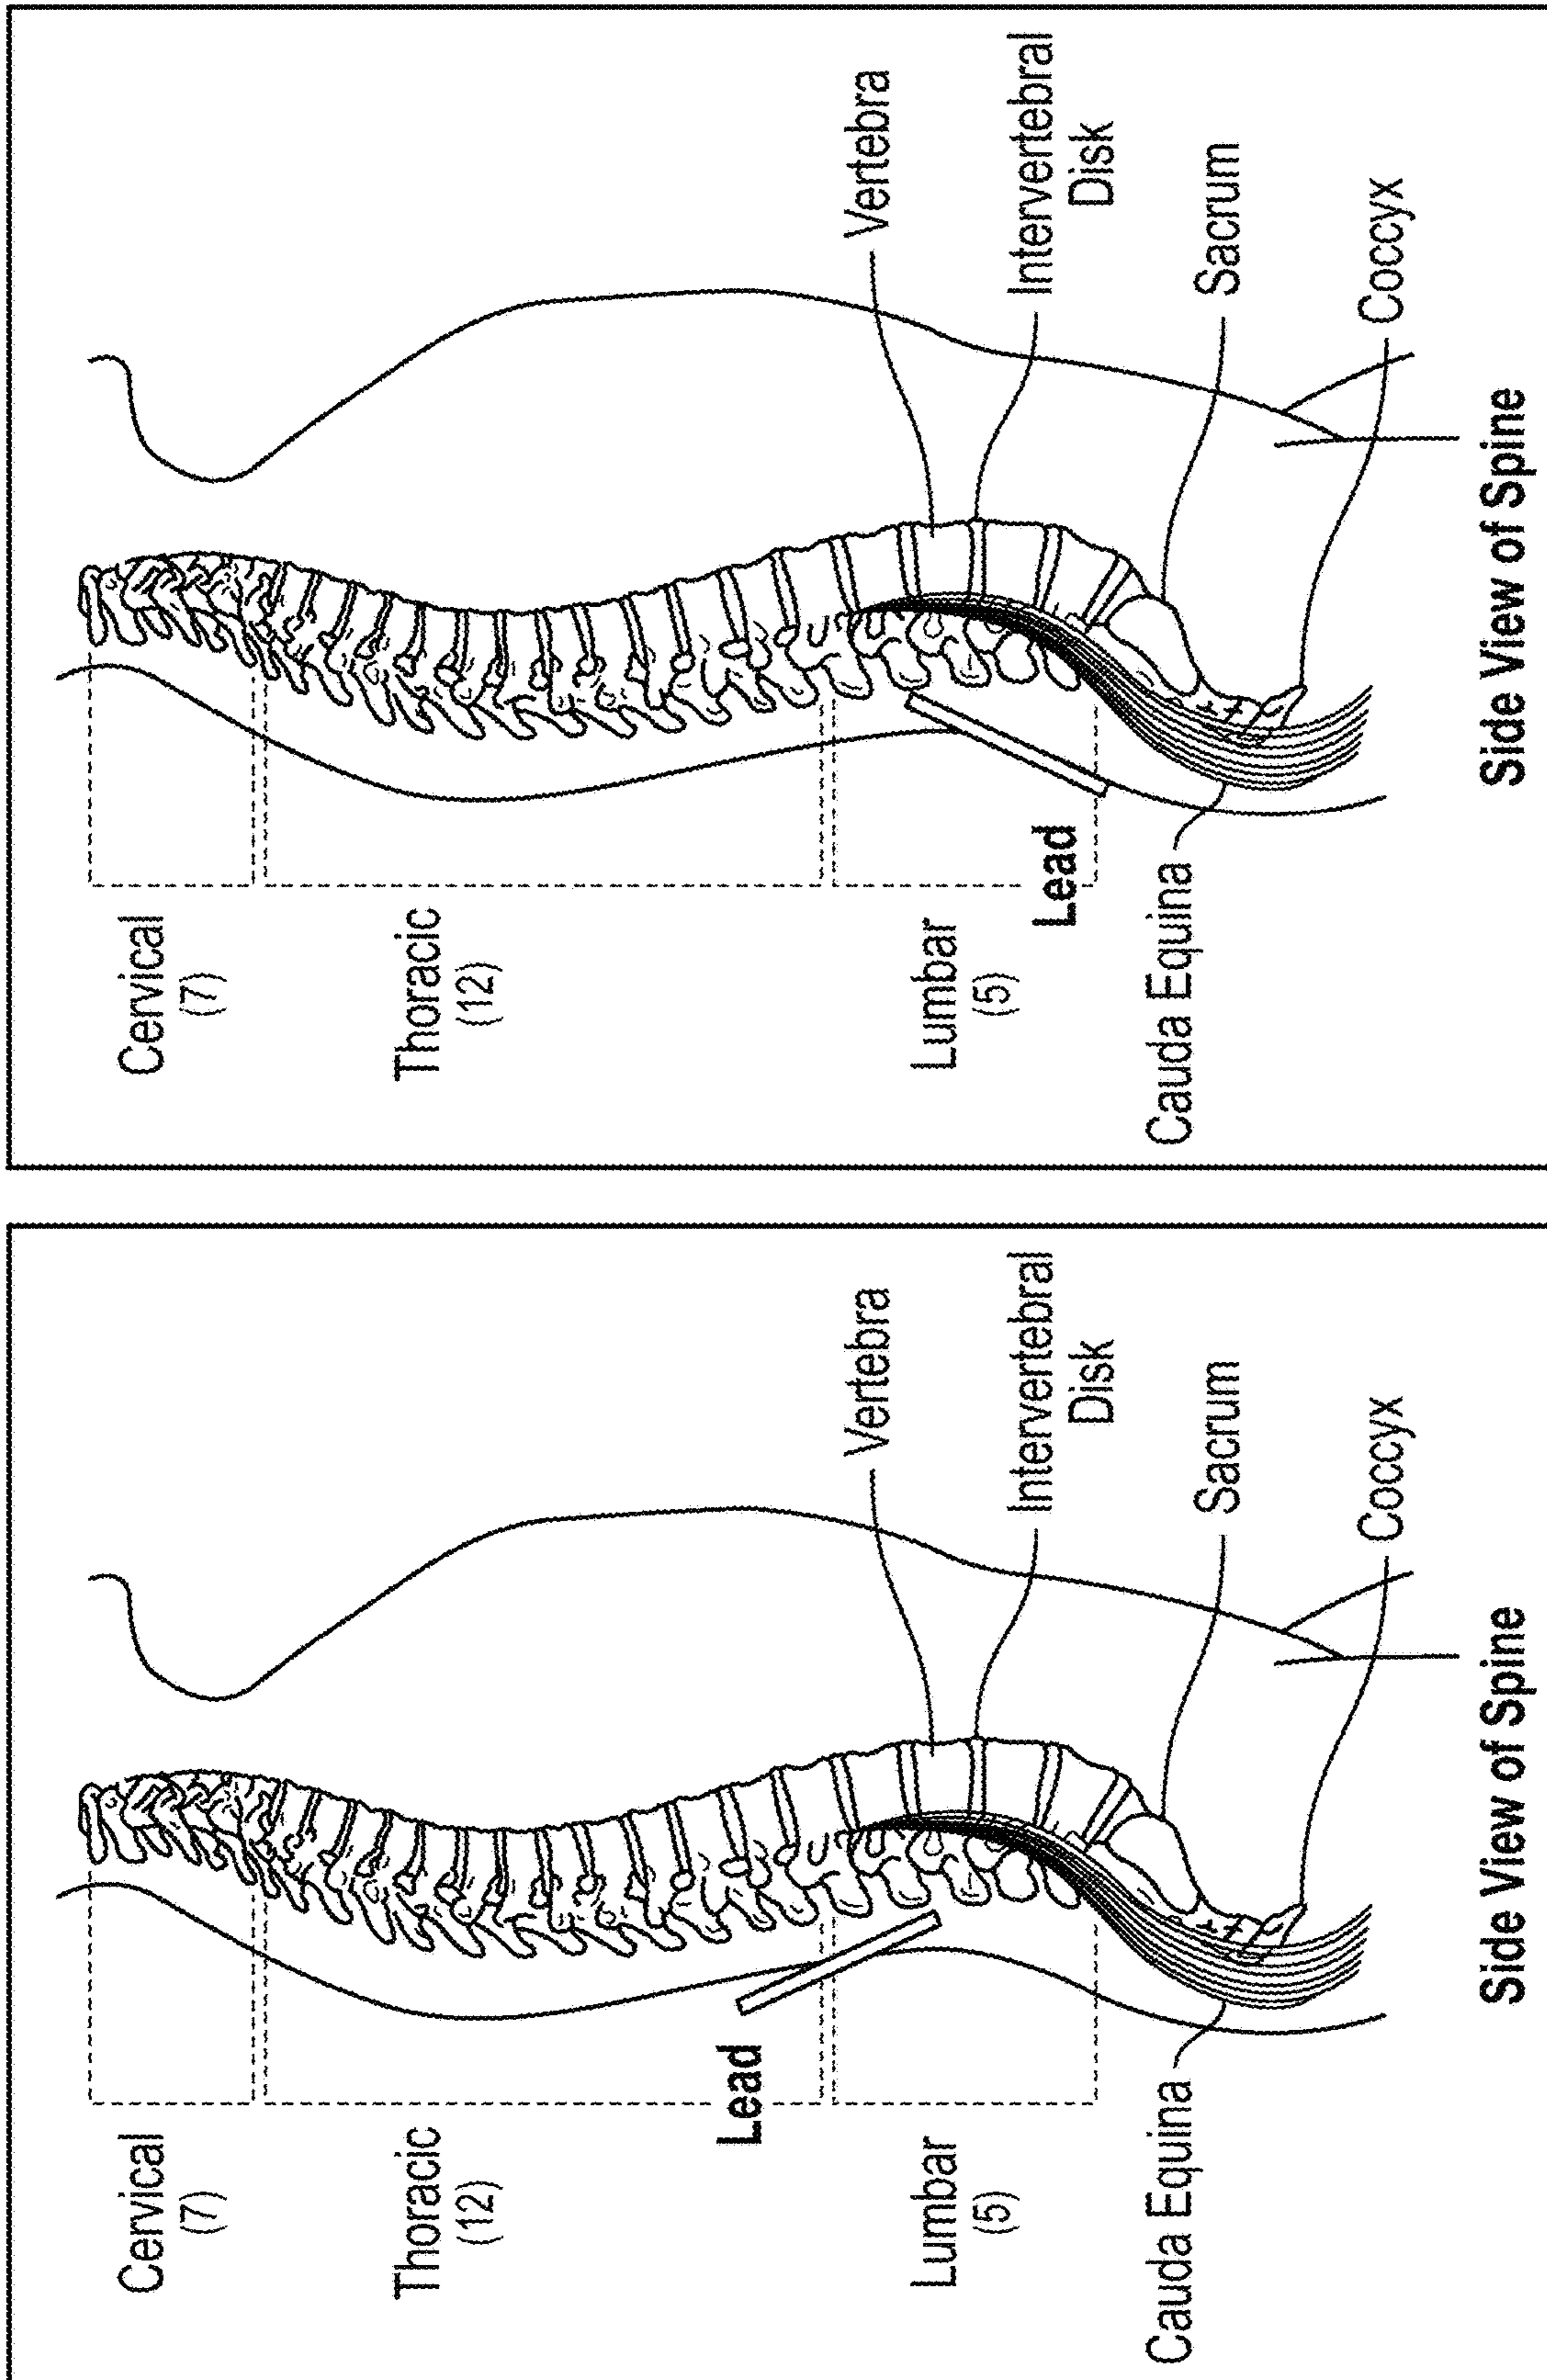 Cervical
(7)
Thoracic
(12)
Lead
Lumbar
(5)
Cauda Equina
Vertebra
Intervertebral
Disk
Sacrum
Coccyx
Side View of Spine
Cervical
(7)
Thoracic
(12)
Lumbar
(5)
Lead
Cauda Equina
Vertebra
Intervertebral
Disk
Sacrum
Coccyx
Side View of Spine